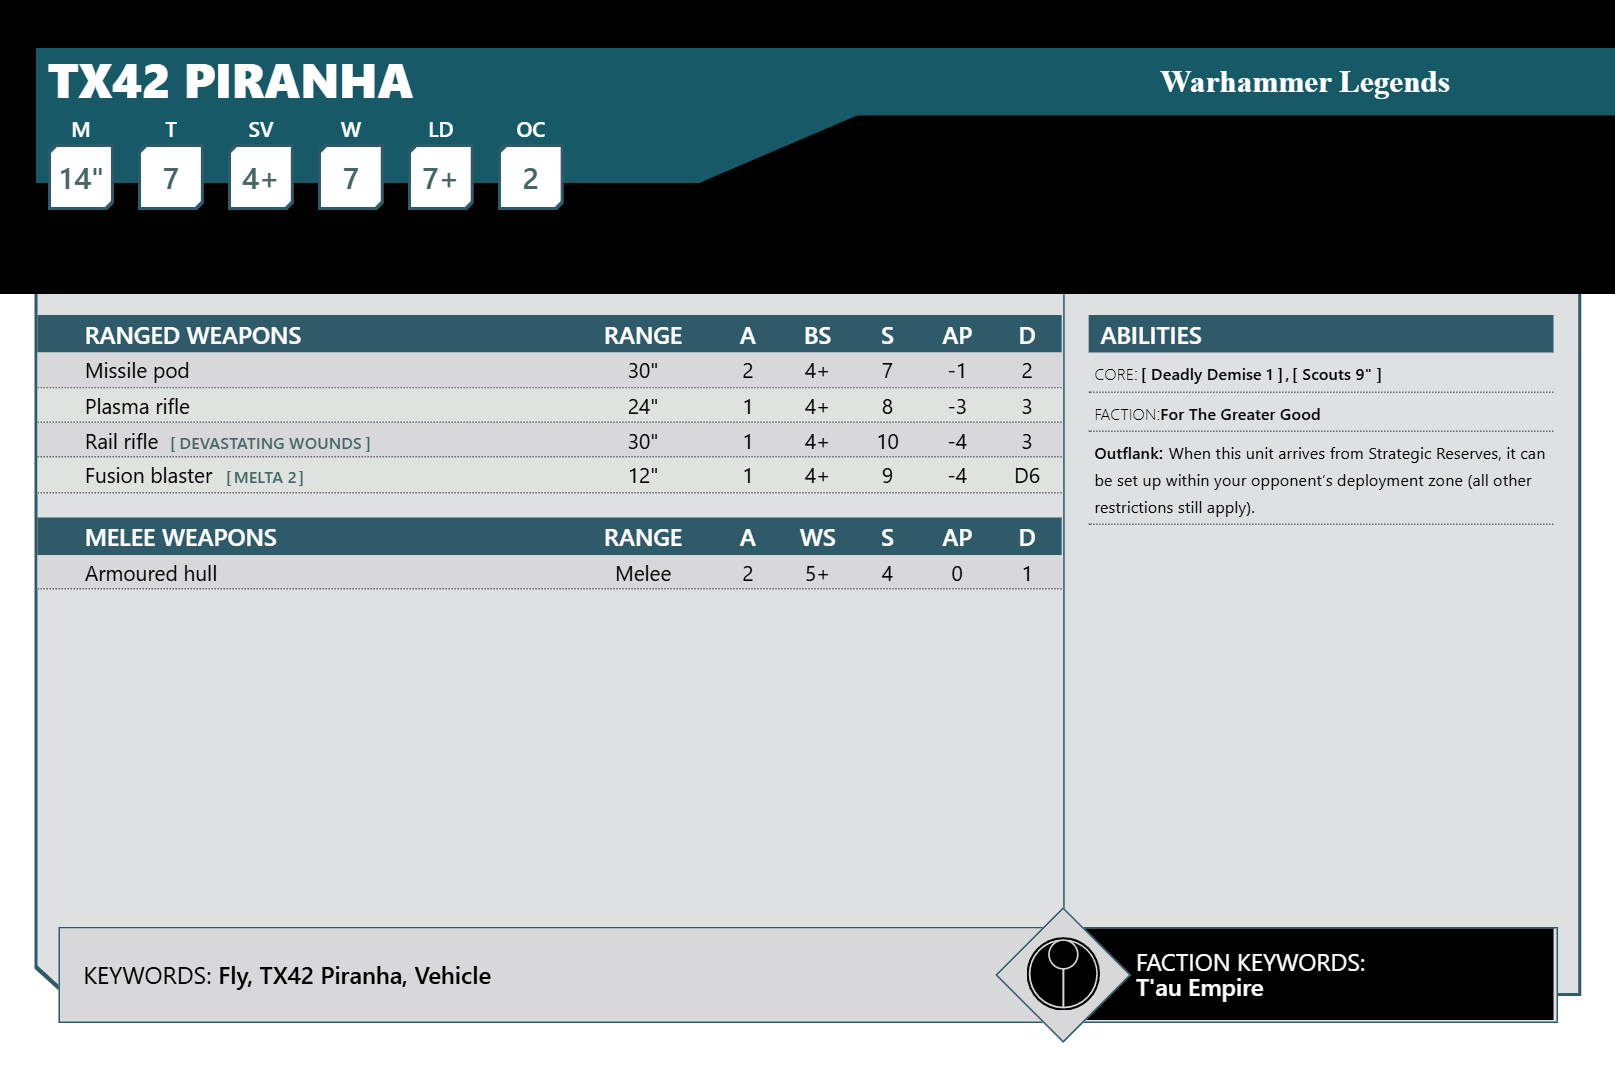 TX42 PIRANHA
Warhammer Legends
M T SV W LD OC
14" 7 4+ 7 7+ 2
RANGED WEAPONS RANGE A BS S AP D
Missile pod 30" 2 4+ 7 -1 2
Plasma rifle 24" 1 4+ 8 -3 3
Rail rifle [ DEVASTATING WOUNDS ] 30" 1 4+ 10 -4 3
Fusion blaster [ MELTA 2] 12" 1 4+ 9 -4 D6
MELEE WEAPONS RANGE A WS S AP D
Armoured hull Melee 2 5+ 4 0 1
ABILITIES
CORE: [ Deadly Demise 1 ] , [ Scouts 9" ]
FACTION:For The Greater Good
Outflank: When this unit arrives from Strategic Reserves, it can
be set up within your opponent’s deployment zone (all other
restrictions still apply).
KEYWORDS: Fly, TX42 Piranha, Vehicle
FACTION KEYWORDS:
T'au Empire